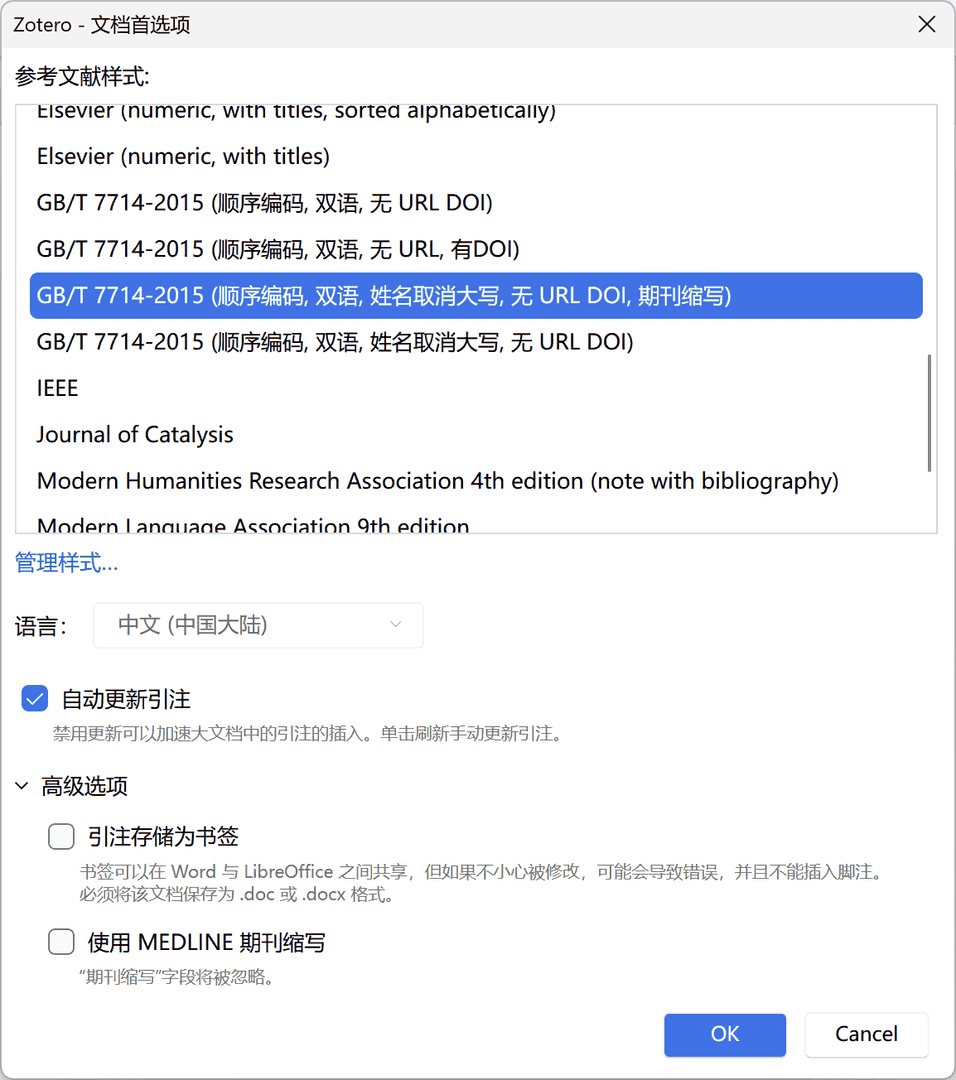 Zotero - 文档首选项
参考文献样式:
Elsevier (numeric, with titles, sorted alphabetically)
Elsevier (numeric, with titles)
GB/T 7714-2015 (顺序编码, 双语, 无 URL DOI)
GB/T 7714-2015 (顺序编码, 双语, 无 URL, 有DOI)
GB/T 7714-2015 (顺序编码, 双语, 姓名取消大写, 无 URL DOI, 期刊缩写)
GB/T 7714-2015 (顺序编码, 双语, 姓名取消大写, 无 URL DOI)
IEEE
Journal of Catalysis
Modern Humanities Research Association 4th edition (note with bibliography)
Modern Language Association 9th edition
管理样式...
语言: 中文 (中国大陆)
自动更新引注
禁用更新可以加速大文档中的引注的插入。单击刷新手动更新引注。
高级选项
引注存储为书签
书签可以在 Word 与 LibreOffice 之间共享，但如果不小心被修改，可能会导致错误，并且不能插入脚注。
必须将该文档保存为 .doc 或 .docx 格式。
使用 MEDLINE 期刊缩写
“期刊缩写”字段将被忽略。
OK Cancel